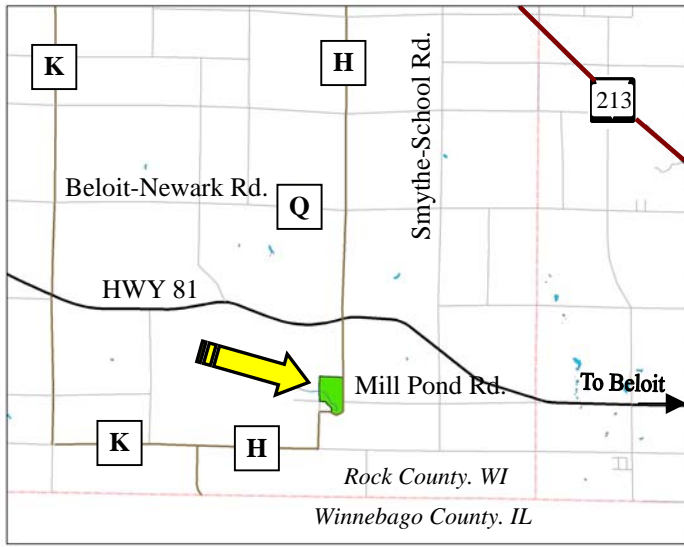 K
H
Smythe-School Rd.
213
Beloit-Newark Rd.
Q
HWY 81
Mill Pond Rd.
To Beloit
K
H
Rock County. WI
Winnebago County. IL